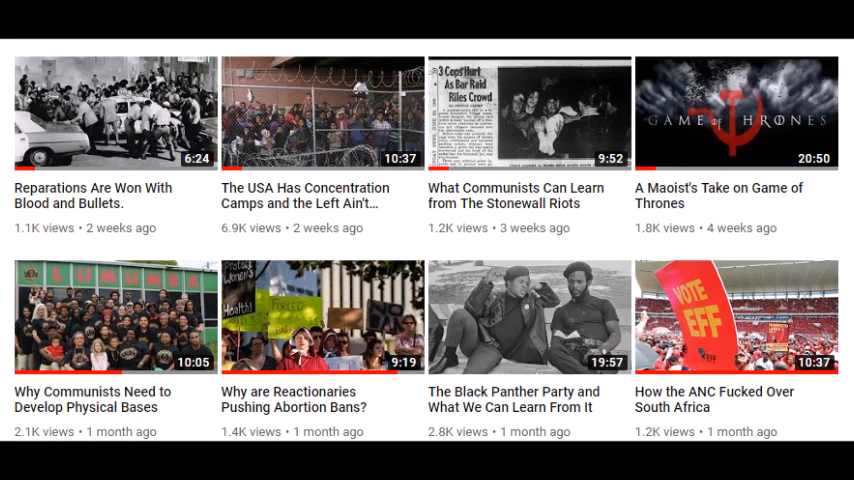 3 Cops Hurt
As Bar Raid
Riles Crowd
GAME OF THRONES
6:24
10:37
9:52
20:50
Reparations Are Won With
Blood and Bullets.
The USA Has Concentration
Camps and the Left Ain't...
What Communists Can Learn
from The Stonewall Riots
A Maoist's Take on Game of
Thrones
1.1K views • 2 weeks ago
6.9K views • 2 weeks ago
1.2K views • 3 weeks ago
1.8K views • 4 weeks ago
LUMUMBA
Protect
Women's
Health!
FORCED
VOTE
EFF
EFF
10:05
9:19
19:57
10:37
Why Communists Need to
Develop Physical Bases
Why are Reactionaries
Pushing Abortion Bans?
The Black Panther Party and
What We Can Learn From It
How the ANC Fucked Over
South Africa
2.1K views • 1 month ago
1.4K views • 1 month ago
2.8K views • 1 month ago
1.2K views • 1 month ago